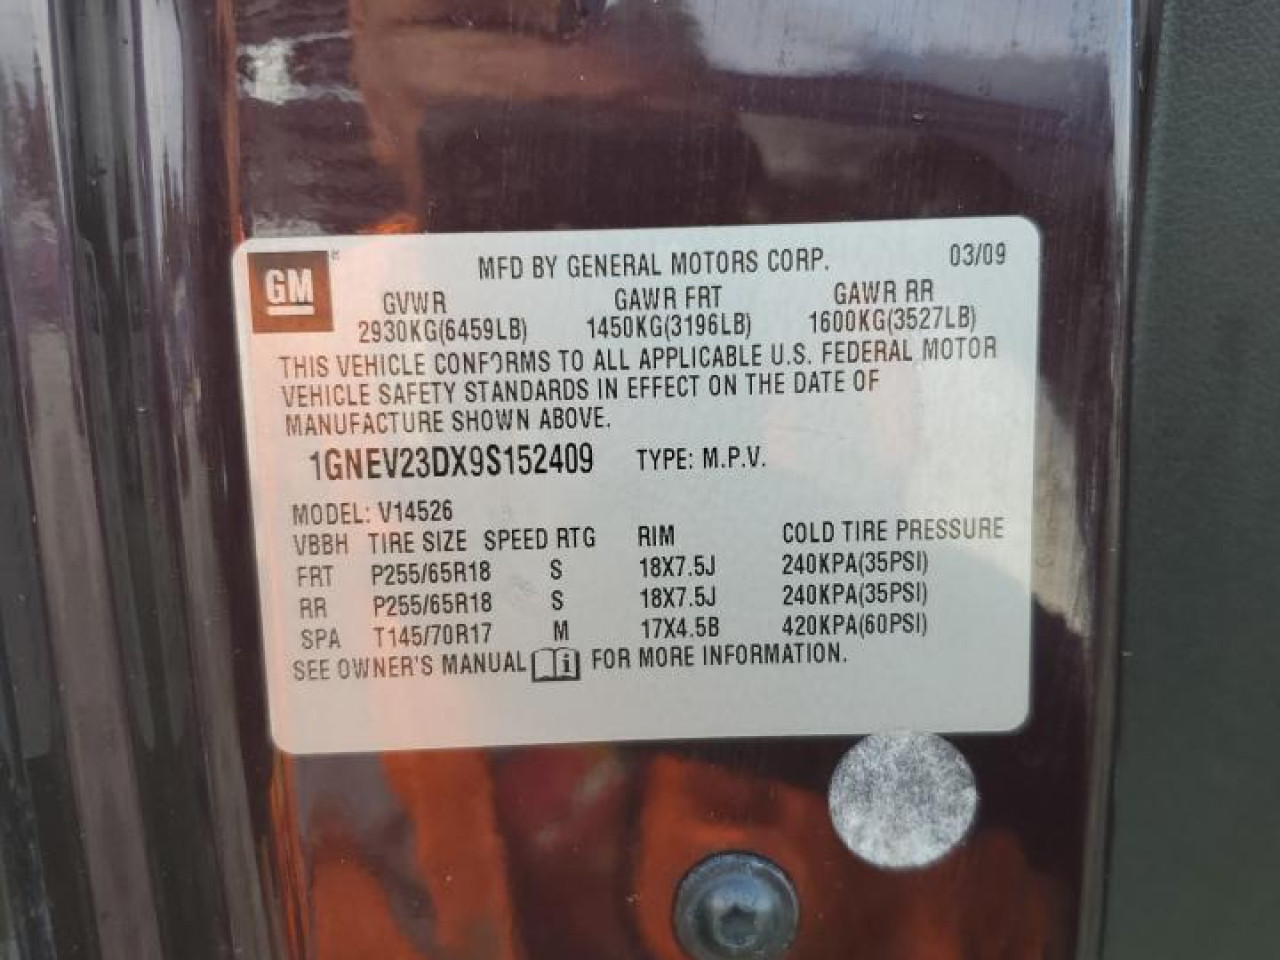 GM
MFD BY GENERAL MOTORS CORP. 03/09
GVWR GAWR FRT GAWR RR
2930KG(6459LB) 1450KG(3196LB) 1600KG(3527LB)
THIS VEHICLE CONFORMS TO ALL APPLICABLE U.S. FEDERAL MOTOR
VEHICLE SAFETY STANDARDS IN EFFECT ON THE DATE OF
MANUFACTURE SHOWN ABOVE.
1GNEV23DX9S152409 TYPE: M.P.V.
MODEL: V14526
VBBH TIRE SIZE SPEED RTG RIM COLD TIRE PRESSURE
FRT P255/65R18 S 18X7.5J 240KPA(35PSI)
RR P255/65R18 S 18X7.5J 240KPA(35PSI)
SPA T145/70R17 M 17X4.5B 420KPA(60PSI)
SEE OWNER'S MANUAL i FOR MORE INFORMATION.